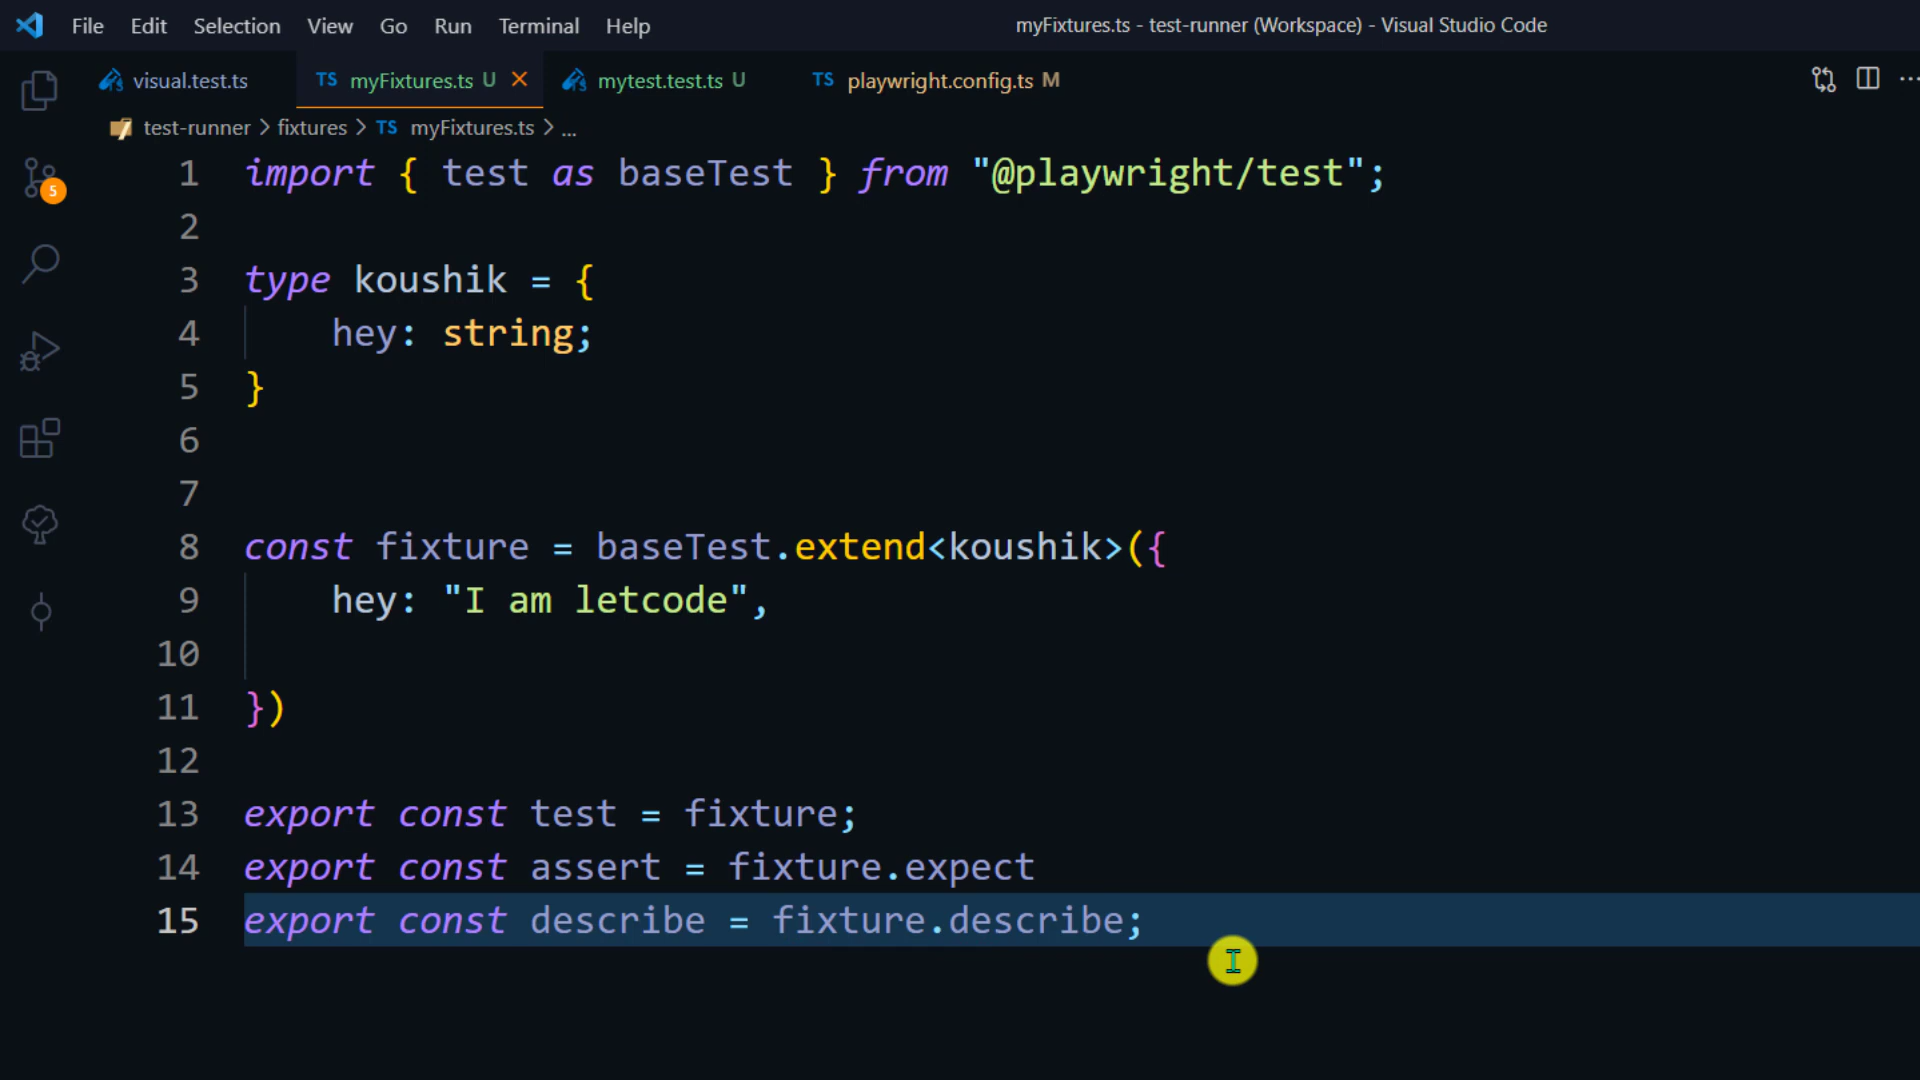 File Edit Selection View Go Run Terminal Help myFixtures.ts - test-runner (Workspace) - Visual Studio Code
visual.test.ts TS myFixtures.ts U mytest.test.ts U TS playwright.config.ts M
test-runner > fixtures > TS myFixtures.ts > ...
5
1 import { test as baseTest } from "@playwright/test";
2
3 type koushik = {
4 hey: string;
5 }
6
7
8 const fixture = baseTest.extend<koushik>({
9 hey: "I am letcode",
10
11 })
12
13 export const test = fixture;
14 export const assert = fixture.expect
15 export const describe = fixture.describe;